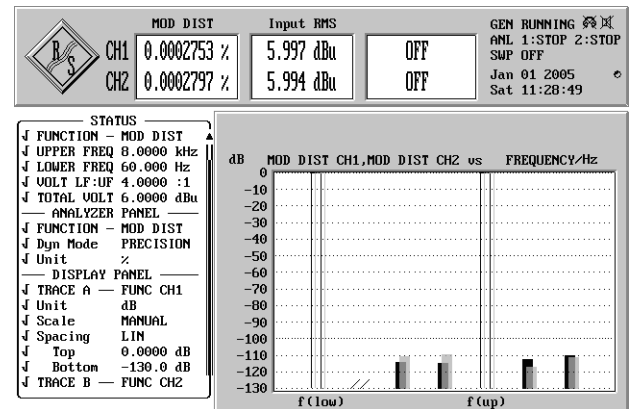 MOD DIST Input RMS
R&S CH1 0.0002753 % 5.997 dBu OFF
CH2 0.0002797 % 5.994 dBu OFF
GEN RUNNING
ANL 1:STOP 2:STOP
SWP OFF
Jan 01 2005
Sat 11:28:49
STATUS
√ FUNCTION – MOD DIST
√ UPPER FREQ 8.0000 kHz
√ LOWER FREQ 60.000 Hz
√ VOLT LF:UF 4.0000 :1
√ TOTAL VOLT 6.0000 dBu
ANALYZER PANEL
√ FUNCTION – MOD DIST
√ Dyn Mode PRECISION
√ Unit %
DISPLAY PANEL
√ TRACE A — FUNC CH1
√ Unit dB
√ Scale MANUAL
√ Spacing LIN
√ Top 0.0000 dB
√ Bottom -130.0 dB
√ TRACE B — FUNC CH2
dB MOD DIST CH1,MOD DIST CH2 vs FREQUENCY/Hz
0
-10
-20
-30
-40
-50
-60
-70
-80
-90
-100
-110
-120
-130
f(low) f(up)